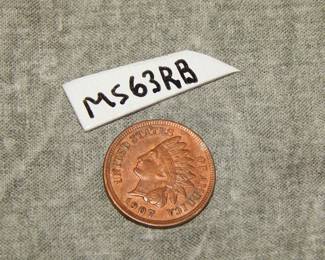 MS63RB
UNITED STATES OF AMERICA